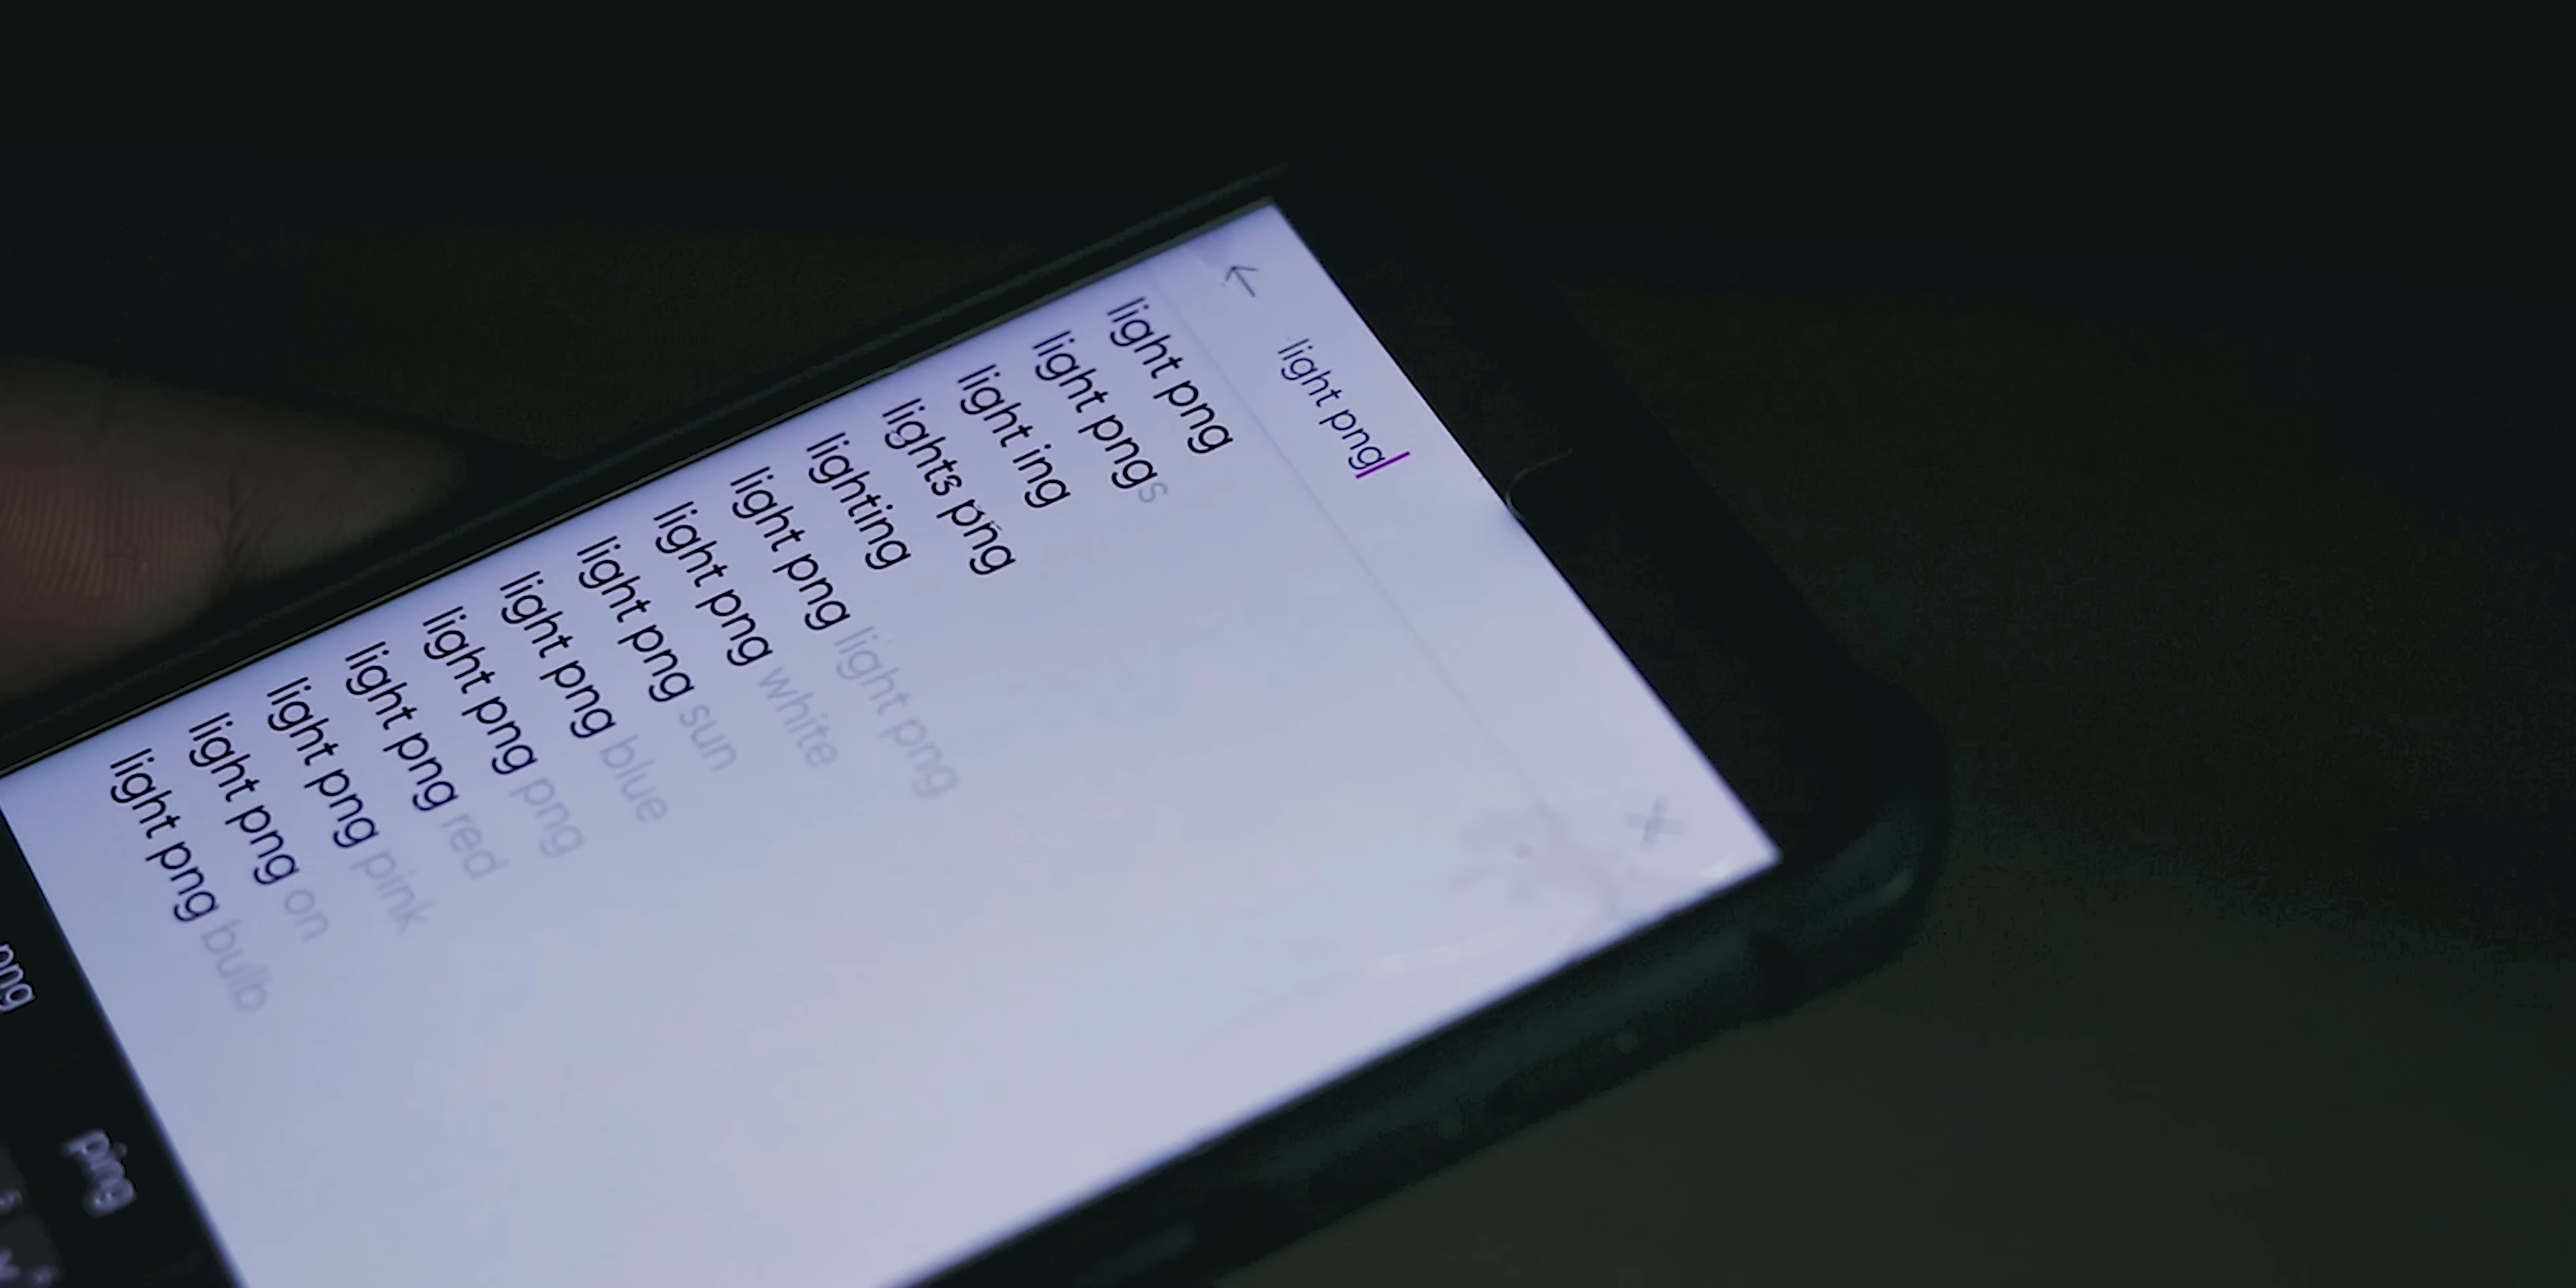 light png
light png
light pngs
light ing
lights png
lighting
light png light png
light png white
light png sun
light png blue
light png png
light png red
light png pink
light png on
light png bulb
png
ping